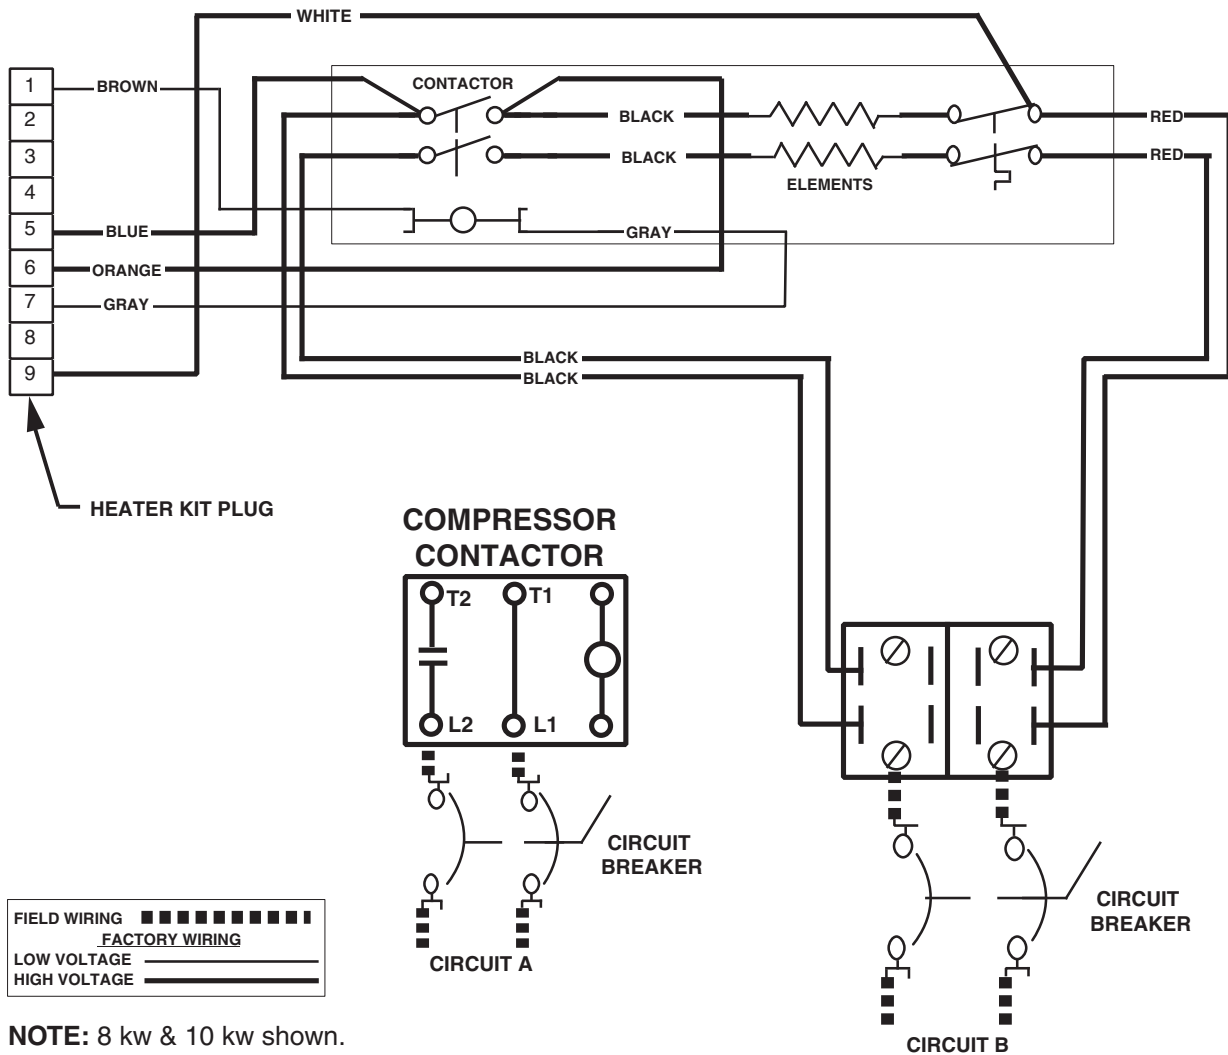 WHITE
1
BROWN
CONTACTOR
2
BLACK
RED
3
BLACK
RED
4
ELEMENTS
5
BLUE
GRAY
6
ORANGE
7
GRAY
8
9
BLACK
BLACK
HEATER KIT PLUG
COMPRESSOR
CONTACTOR
T2
T1
L2
L1
CIRCUIT
BREAKER
CIRCUIT
BREAKER
FIELD WIRING
FACTORY WIRING
LOW VOLTAGE
HIGH VOLTAGE
CIRCUIT A
NOTE: 8 kw & 10 kw shown.
CIRCUIT B